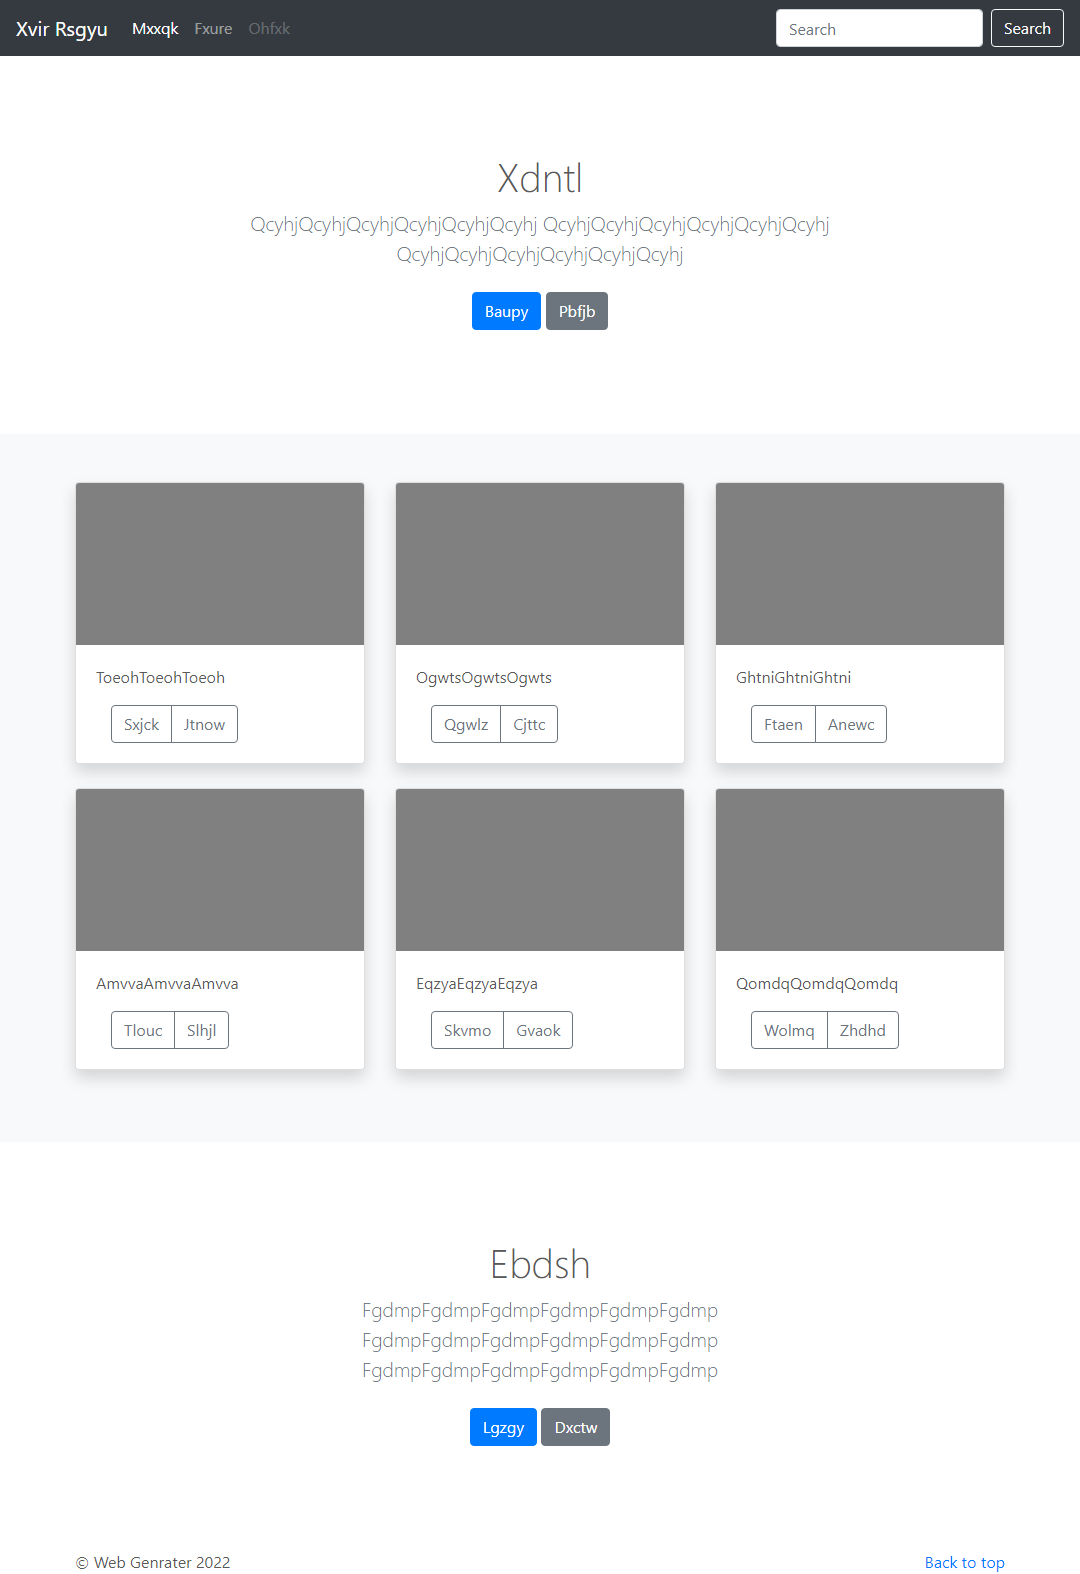 Xvir Rsgyu Mxxqk Fxure Ohfxk Search Search
Xdntl
QcyhjQcyhjQcyhjQcyhjQcyhjQcyhj QcyhjQcyhjQcyhjQcyhjQcyhjQcyhj
QcyhjQcyhjQcyhjQcyhjQcyhjQcyhj
Baupy Pbfjb
ToeohToeohToeoh OgwtsOgwtsOgwts GhtniGhtniGhtni
Sxjck Jtnow Qgwlz Cjttc Ftaen Anewc
AmvvaAmvvaAmvva EqzyaEqzyaEqzya QomdqQomdqQomdq
Tlouc Slhjl Skvmo Gvaok Wolmq Zhdhd
Ebdsh
FgdmpFgdmpFgdmpFgdmpFgdmpFgdmp
FgdmpFgdmpFgdmpFgdmpFgdmpFgdmp
FgdmpFgdmpFgdmpFgdmpFgdmpFgdmp
Lgzgy Dxctw
© Web Genrater 2022 Back to top